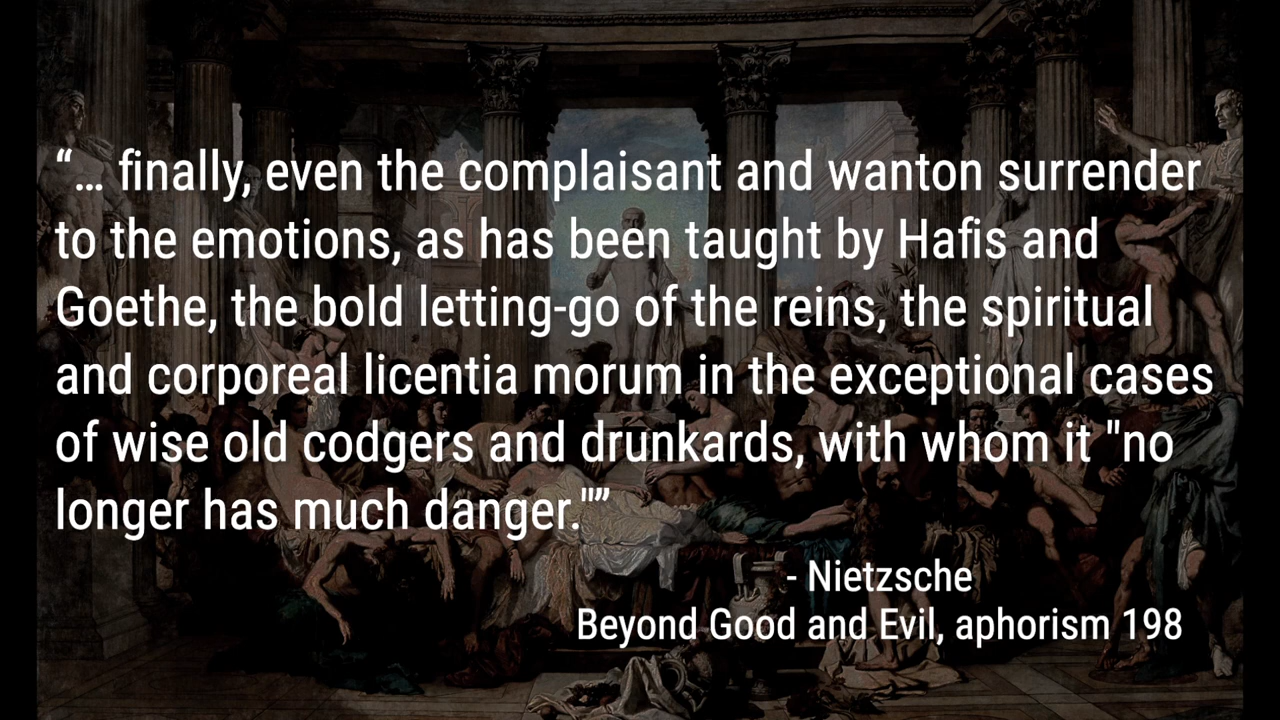 “… finally, even the complaisant and wanton surrender
to the emotions, as has been taught by Hafis and
Goethe, the bold letting-go of the reins, the spiritual
and corporeal licentia morum in the exceptional cases
of wise old codgers and drunkards, with whom it "no
longer has much danger."”
- Nietzsche
Beyond Good and Evil, aphorism 198